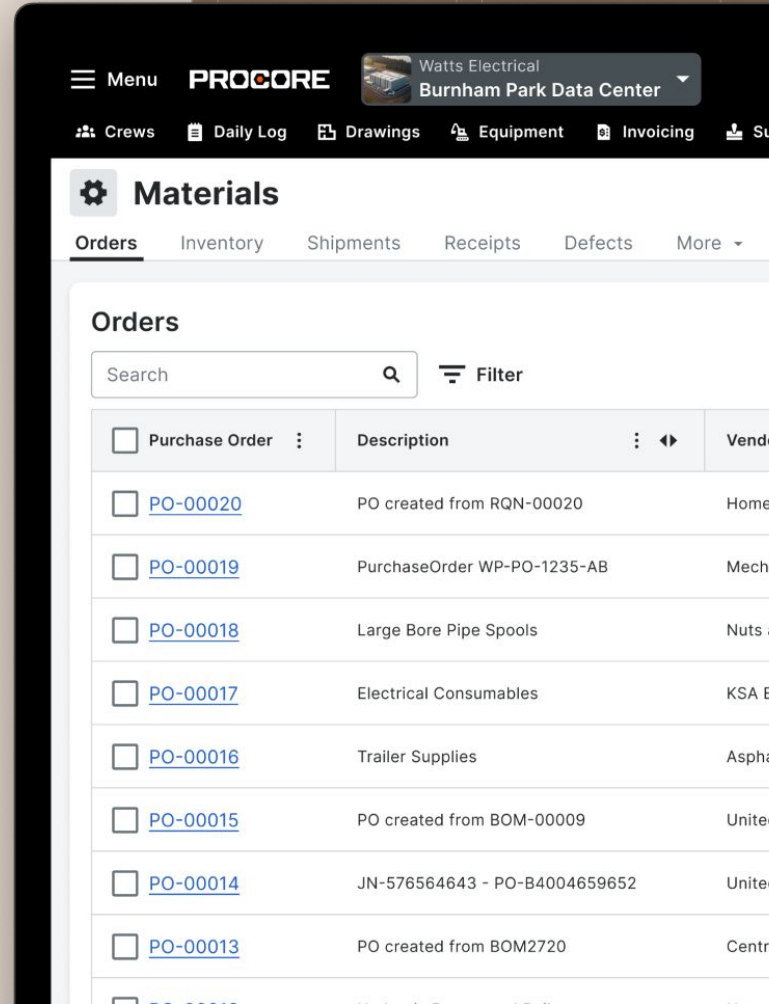 Menu PROCORE Watts Electrical
Burnham Park Data Center
Crews Daily Log Drawings Equipment Invoicing
Materials
Orders Inventory Shipments Receipts Defects More
Orders
Search Filter
Purchase Order Description
PO-00020 PO created from RQN-00020 Home
PO-00019 PurchaseOrder WP-PO-1235-AB
PO-00018 Large Bore Pipe Spools Nuts
PO-00017 Electrical Consumables KSA
PO-00016 Trailer Supplies
PO-00015 PO created from BOM-00009
PO-00014 JN-576564643 - PO-B4004659652
PO-00013 PO created from BOM2720